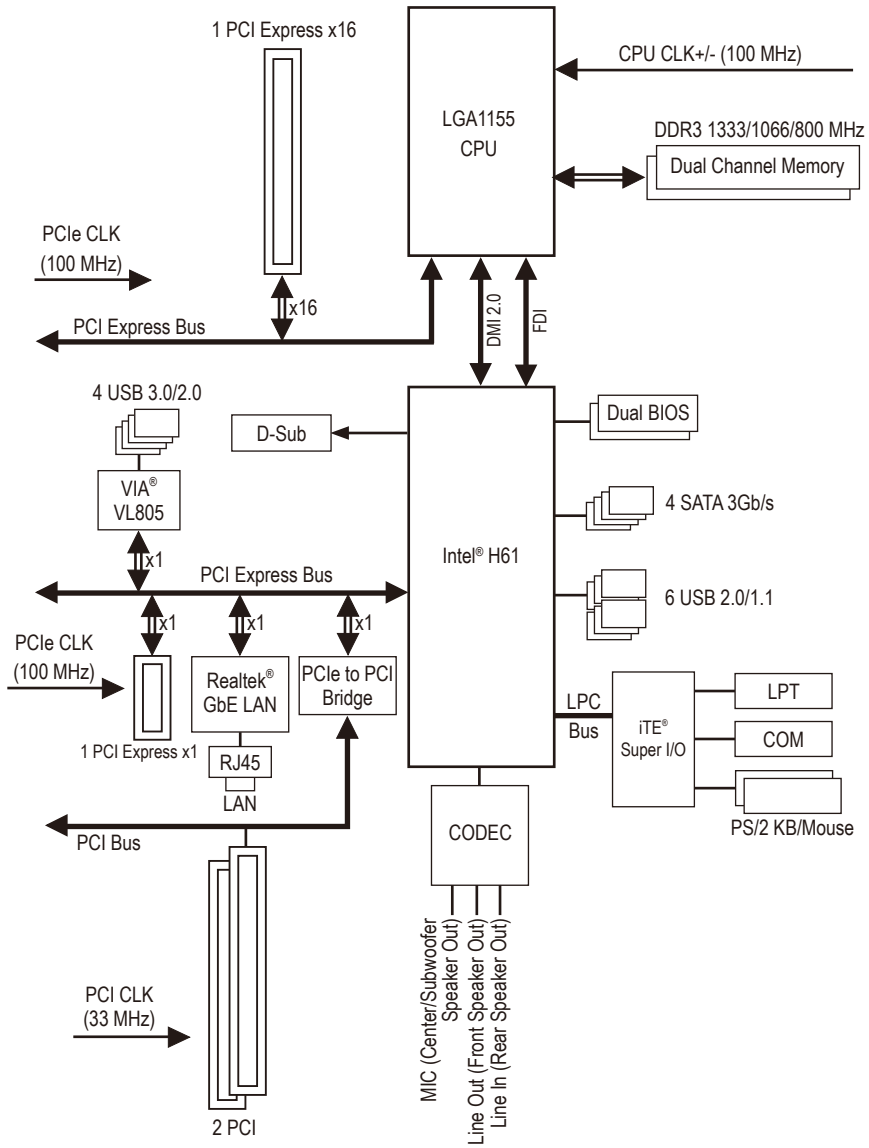 1 PCI Express x16
LGA1155
CPU
CPU CLK+/- (100 MHz)
DDR3 1333/1066/800 MHz
Dual Channel Memory
PCIe CLK
(100 MHz)
x16
PCI Express Bus
DMI 2.0
FDI
4 USB 3.0/2.0
VIA®
VL805
x1
D-Sub
Dual BIOS
4 SATA 3Gb/s
Intel® H61
6 USB 2.0/1.1
PCI Express Bus
x1
x1
x1
PCIe CLK
(100 MHz)
1 PCI Express x1
Realtek®
GbE LAN
RJ45
LAN
PCIe to PCI
Bridge
LPC
Bus
iTE®
Super I/O
LPT
COM
PS/2 KB/Mouse
PCI Bus
CODEC
MIC (Center/Subwoofer
Speaker Out)
Line Out (Front Speaker Out)
Line In (Rear Speaker Out)
PCI CLK
(33 MHz)
2 PCI